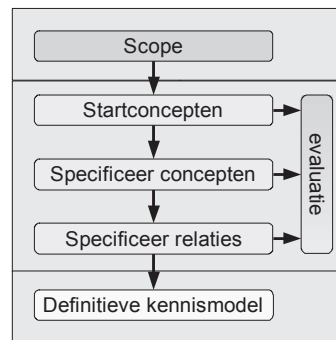 Scope
Startconcepten
Specificeer concepten
Specificeer relaties
evaluatie
Definitieve kennismodel